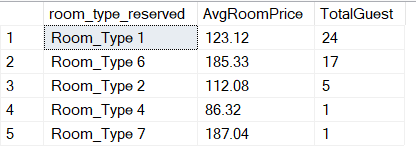 room_type_reserved AvgRoomPrice TotalGuest
1 Room_Type 1 123.12 24
2 Room_Type 6 185.33 17
3 Room_Type 2 112.08 5
4 Room_Type 4 86.32 1
5 Room_Type 7 187.04 1